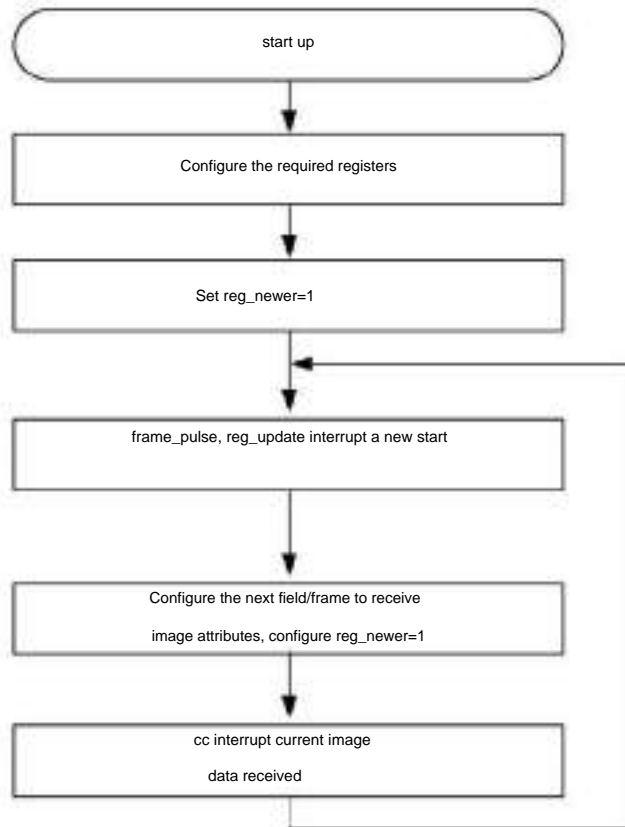 start up
Configure the required registers
Set reg_newer=1
frame_pulse, reg_update interrupt a new start
Configure the next field/frame to receive
image attributes, configure reg_newer=1
cc interrupt current image
data received